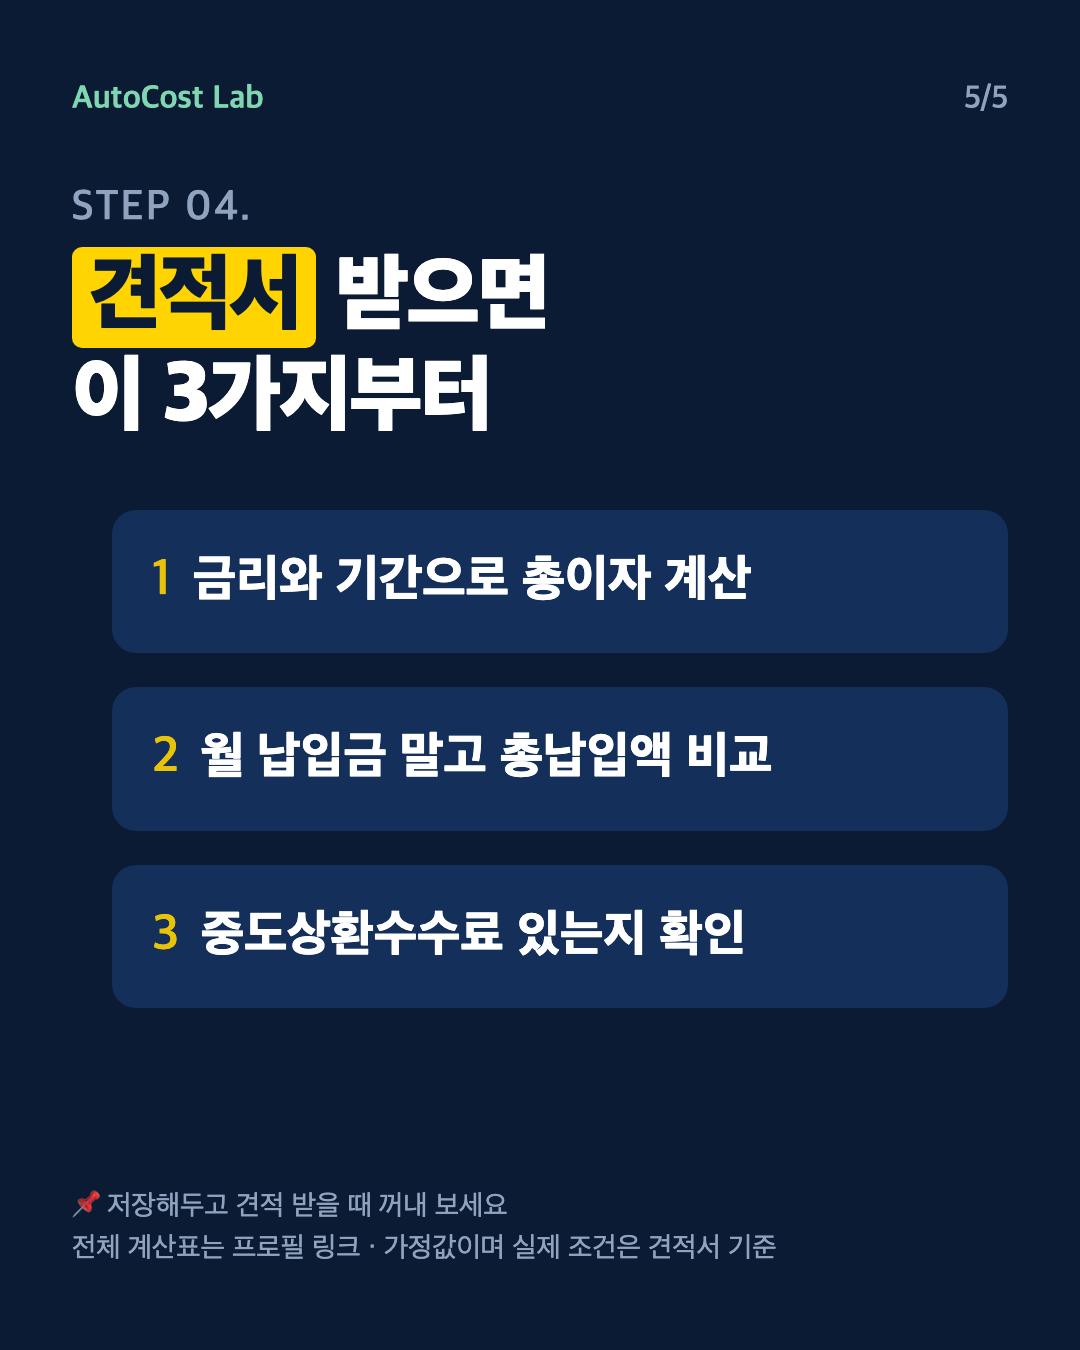 AutoCost Lab
5/5
STEP 04.
견적서 받으면
이 3가지부터
1 금리와 기간으로 총이자 계산
2 월 납입금 말고 총납입액 비교
3 중도상환수수료 있는지 확인
📌 저장해두고 견적 받을 때 꺼내 보세요
전체 계산표는 프로필 링크 · 가정값이며 실제 조건은 견적서 기준